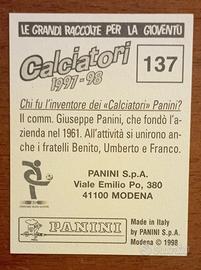 LE GRANDI RACCOLTE PER LA GIOVENTÙ
Calciatori
1997-98
137
Chi fu l'inventore dei «Calciatori» Panini?
Il comm. Giuseppe Panini, che fondò l'a-
zienda nel 1961. All'attività si unirono an-
che i fratelli Benito, Umberto e Franco.
PANINI S.p.A.
Viale Emilio Po, 380
41100 MODENA
PANINI
Made in Italy
by PANINI S.p.A.
Modena © 1998